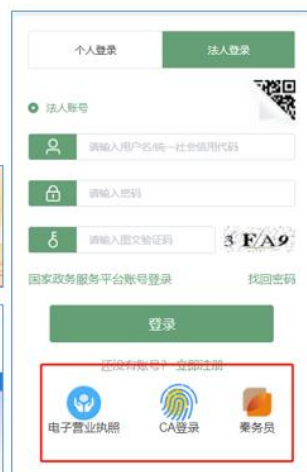 个人登录 法人登录
法人账号
请输入用户名/统一社会信用代码
请输入密码
请输入图文验证码 3 FA9
国家政务服务平台账号登录 找回密码
登录
还没有账号？ 立即注册
电子营业执照 CA登录 秦务员